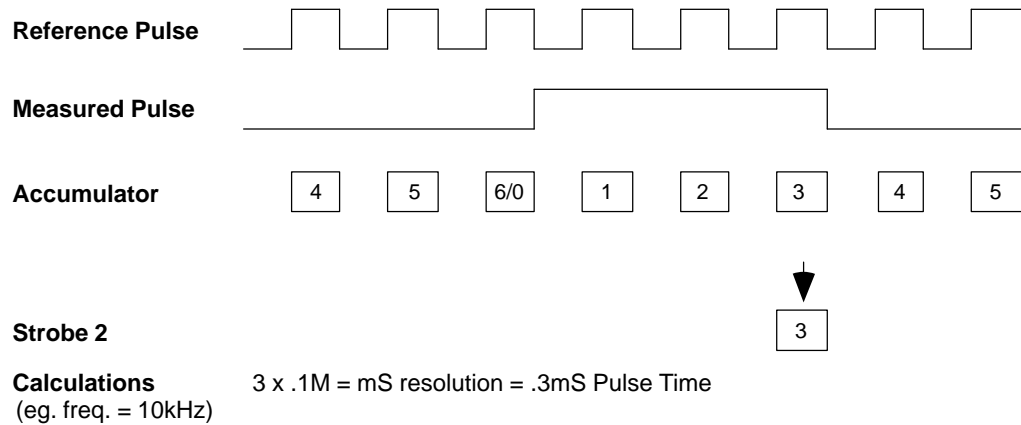 Reference Pulse
Measured Pulse
Accumulator 4 5 6/0 1 2 3 4 5
Strobe 2 3
Calculations 3 x .1M = mS resolution = .3mS Pulse Time
(eg. freq. = 10kHz)